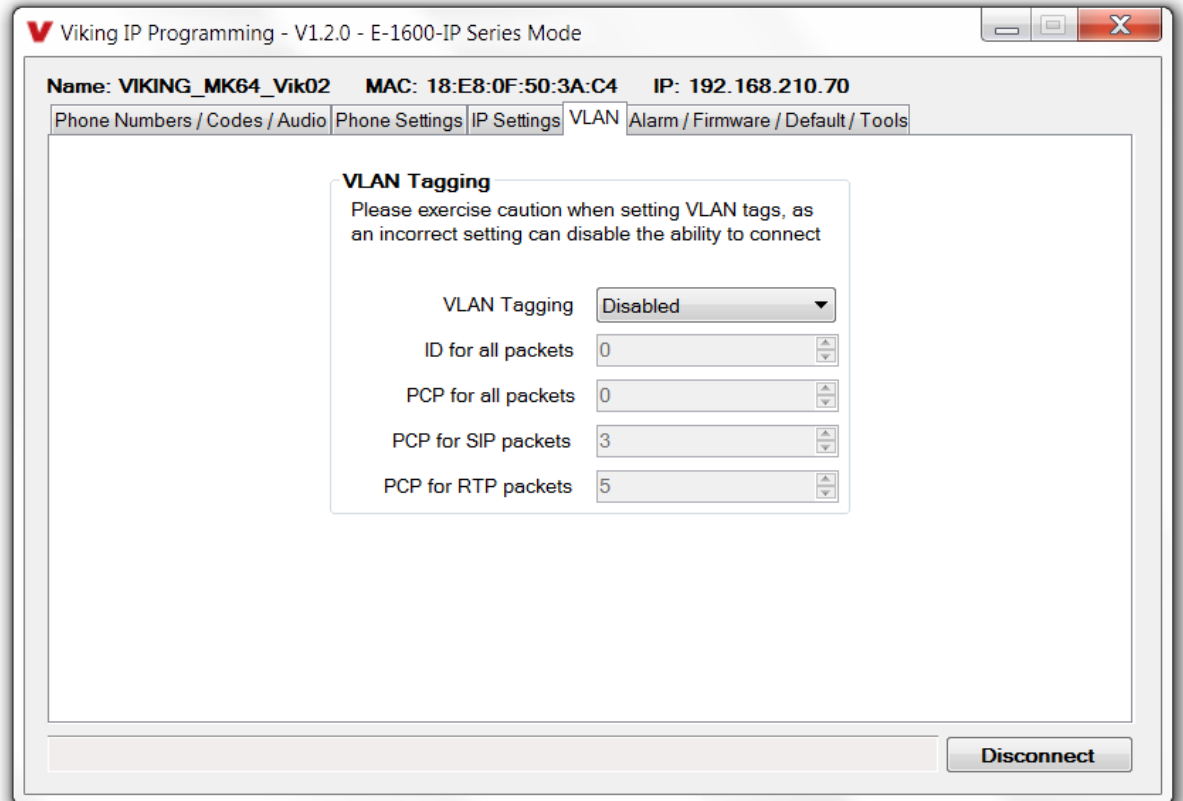 Viking IP Programming - V1.2.0 - E-1600-IP Series Mode
Name: VIKING_MK64_Vik02 MAC: 18:E8:0F:50:3A:C4 IP: 192.168.210.70
Phone Numbers / Codes / Audio Phone Settings IP Settings VLAN Alarm / Firmware / Default / Tools
VLAN Tagging
Please exercise caution when setting VLAN tags, as
an incorrect setting can disable the ability to connect
VLAN Tagging Disabled
ID for all packets 0
PCP for all packets 0
PCP for SIP packets 3
PCP for RTP packets 5
Disconnect